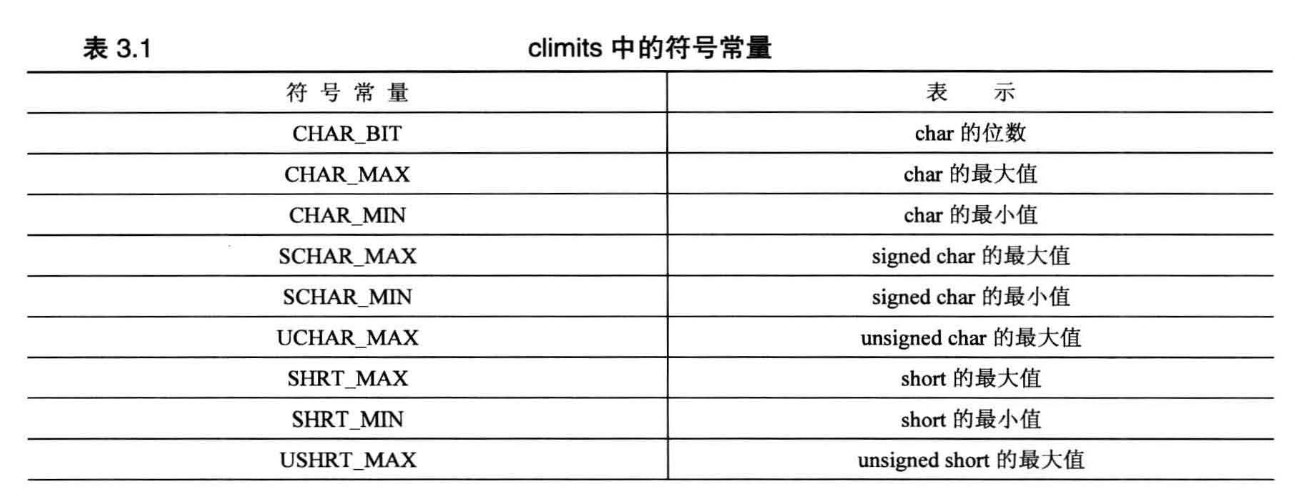 表 3.1 climits 中的符号常量
符 号 常 量 表 示
CHAR_BIT char 的位数
CHAR_MAX char 的最大值
CHAR_MIN char 的最小值
SCHAR_MAX signed char 的最大值
SCHAR_MIN signed char 的最小值
UCHAR_MAX unsigned char 的最大值
SHRT_MAX short 的最大值
SHRT_MIN short 的最小值
USHRT_MAX unsigned short 的最大值